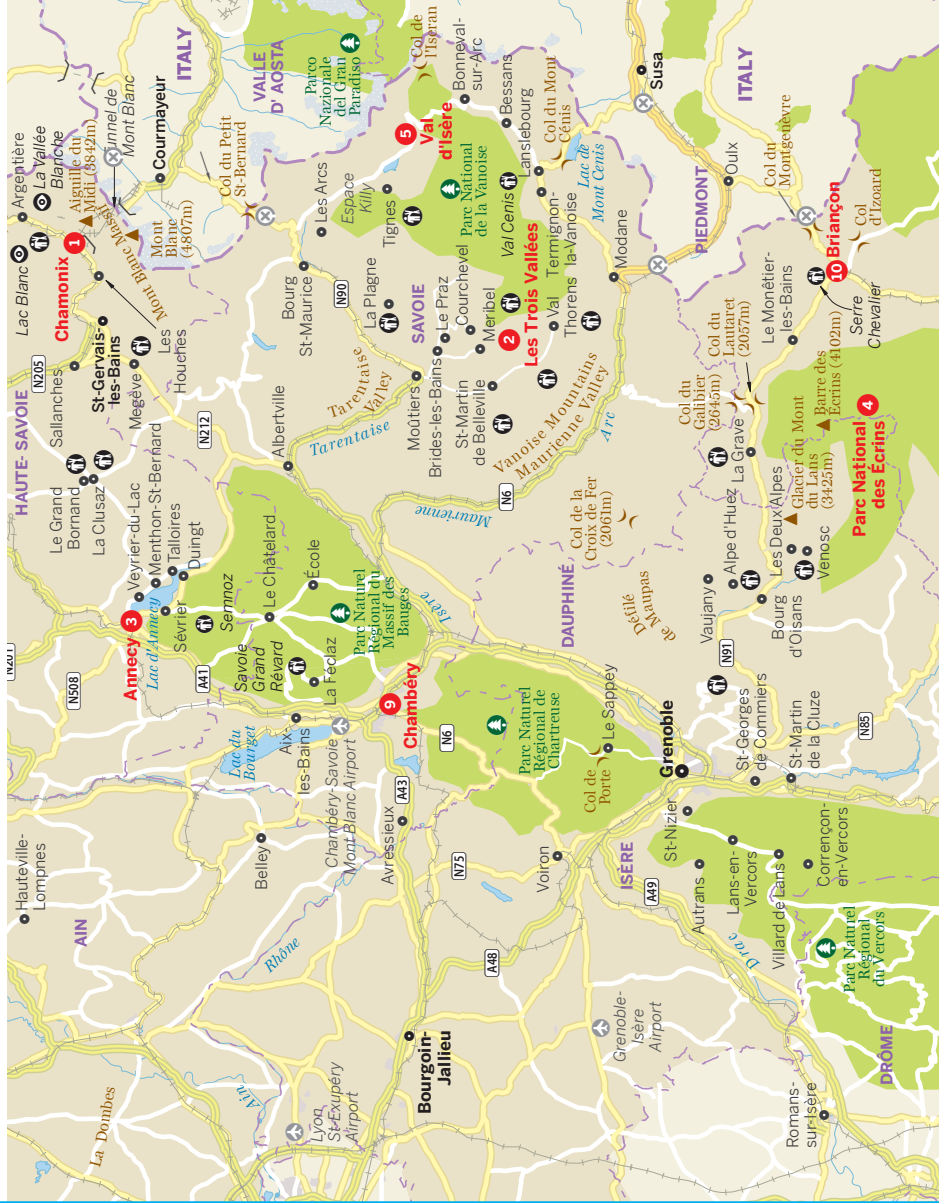 La Dombes
Ain
Lyon
St-Exupéry
Airport
Bourgoin-
Jallieu
Romans-
sur-Isère
DRÔME
Grenoble-
Isère
Airport
Hauteville-
Lompnes
AIN
Rhône
Belley
A48
N75
Avressieux
A43
Voiron
ISERE
A49
Drac
Autrans
St-Nizier
Lans-en-
Vercors
Villard de Lans
Corrençon-
en-Vercors
Parc Naturel
Régional
du Vercors
N201
N508
Annecy 3
Lac d'Annecy
A41
Lac du
Bourget
Aix-
les-Bains
Chambéry-Savoie
Mont Blanc Airport
9
Chambéry
N6
Savoie
Grand
Révard
La Féclaz
Sévrier
Semnoz
Le Châtelard
École
Parc Naturel
Régional du
Massif des
Bauges
Isère
Parc Naturel
Régional de
Chartreuse
Col de
Porte
Le Sappey
Grenoble
St-Georges
de Commiers
St-Martin
de la Cluze
N85
N91
HAUTE- SAVOIE
Le Grand
Bornand
La Clusaz
Veyrier-du-Lac
Menthon-St-Bernard
Talloires
Duingt
Sallanches
N205
St-Gervais-
les-Bains
Megève
Les
Houches
N212
Albertville
Tarentaise
Tarentaise
Valley
Maurienne
N6
DAUPHINÉ
Col de la
Croix de Fer
(2061m)
Défilé
de Maupas
Vaujany
Alpe d'Huez
Bourg
d'Oisans
Les Deux Alpes
Venosc
Lac Blanc
Argentière
La Vallée
Blanche
Chamonix 1
Aiguille du
Midi (3842m)
Mont Blanc Massif
Mont
Blanc
(4807m)
Tunnel de
Mont Blanc
Courmayeur
ITALY
VALLE
D'AOSTA
Col du Petit
St-Bernard
Parco
Nazionale
del Gran
Paradiso
Bourg
St-Maurice
Les Arcs
N90
Espace
Killy
Tignes
5
Val
d'Isère
Col de
l'Iseran
La Plagne
SAVOIE
Moûtiers
Brides-les-Bains
Le Praz
Courchevel
Meribel
St-Martin
de Belleville
2
Les Trois Vallées
Val
Thorens
Parc National
de la Vanoise
Bonneval-
sur-Arc
Bessans
Val Cenis
Lanslebourg
Col du Mont
Cénis
Termignon-
la-Vanoise
Lac de
Mont Cenis
Susa
Modane
Vanoise Mountains
Maurienne Valley
Arc
Oulx
PIEDMONT
ITALY
Col du
Montgenèvre
Col du
Galibier
(2645m)
Col du
Lautaret
(2057m)
Le Monêtier-
les-Bains
La Grave
Glacier du Mont
du Lans
(3425m)
Barre des
Ecrins (4102m)
Parc National 4
des Écrins
Serre
Chevalier
10 Briançon
Col
d'Izoard